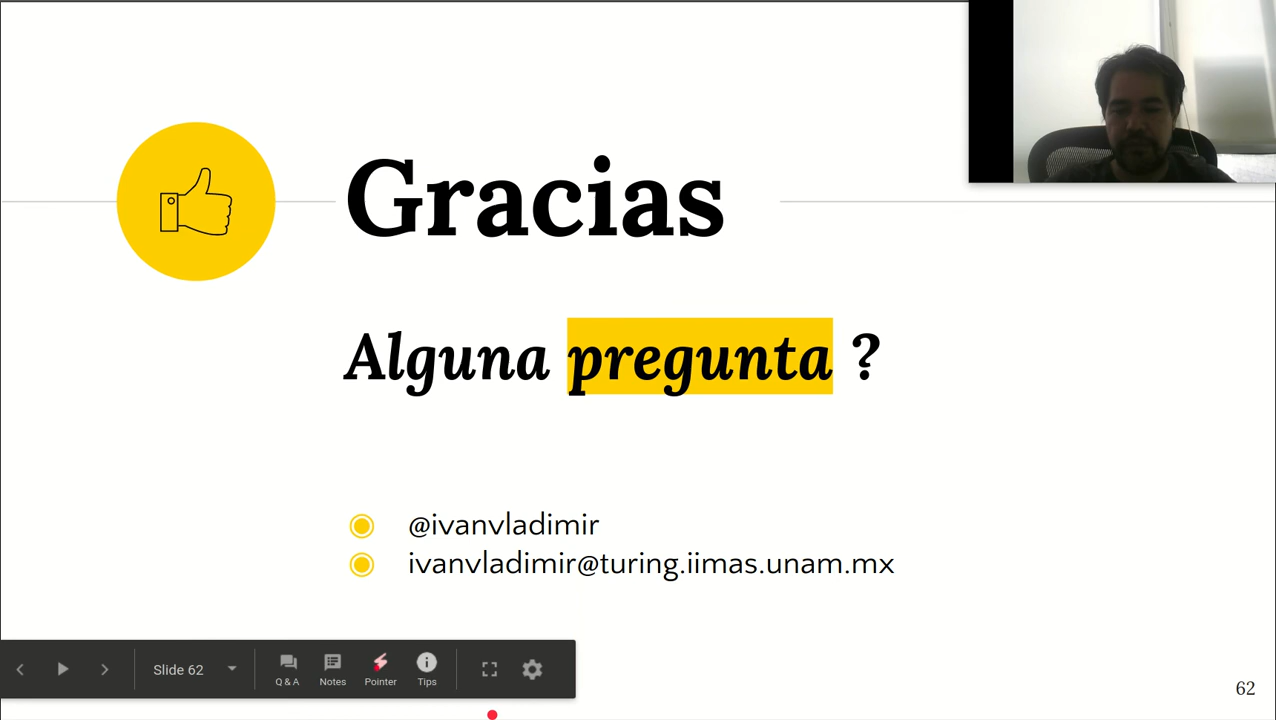 Gracias
Alguna pregunta ?
@ivanvladimir
ivanvladimir@turing.iimas.unam.mx
Slide 62
Q & A
Notes
Pointer
Tips
62